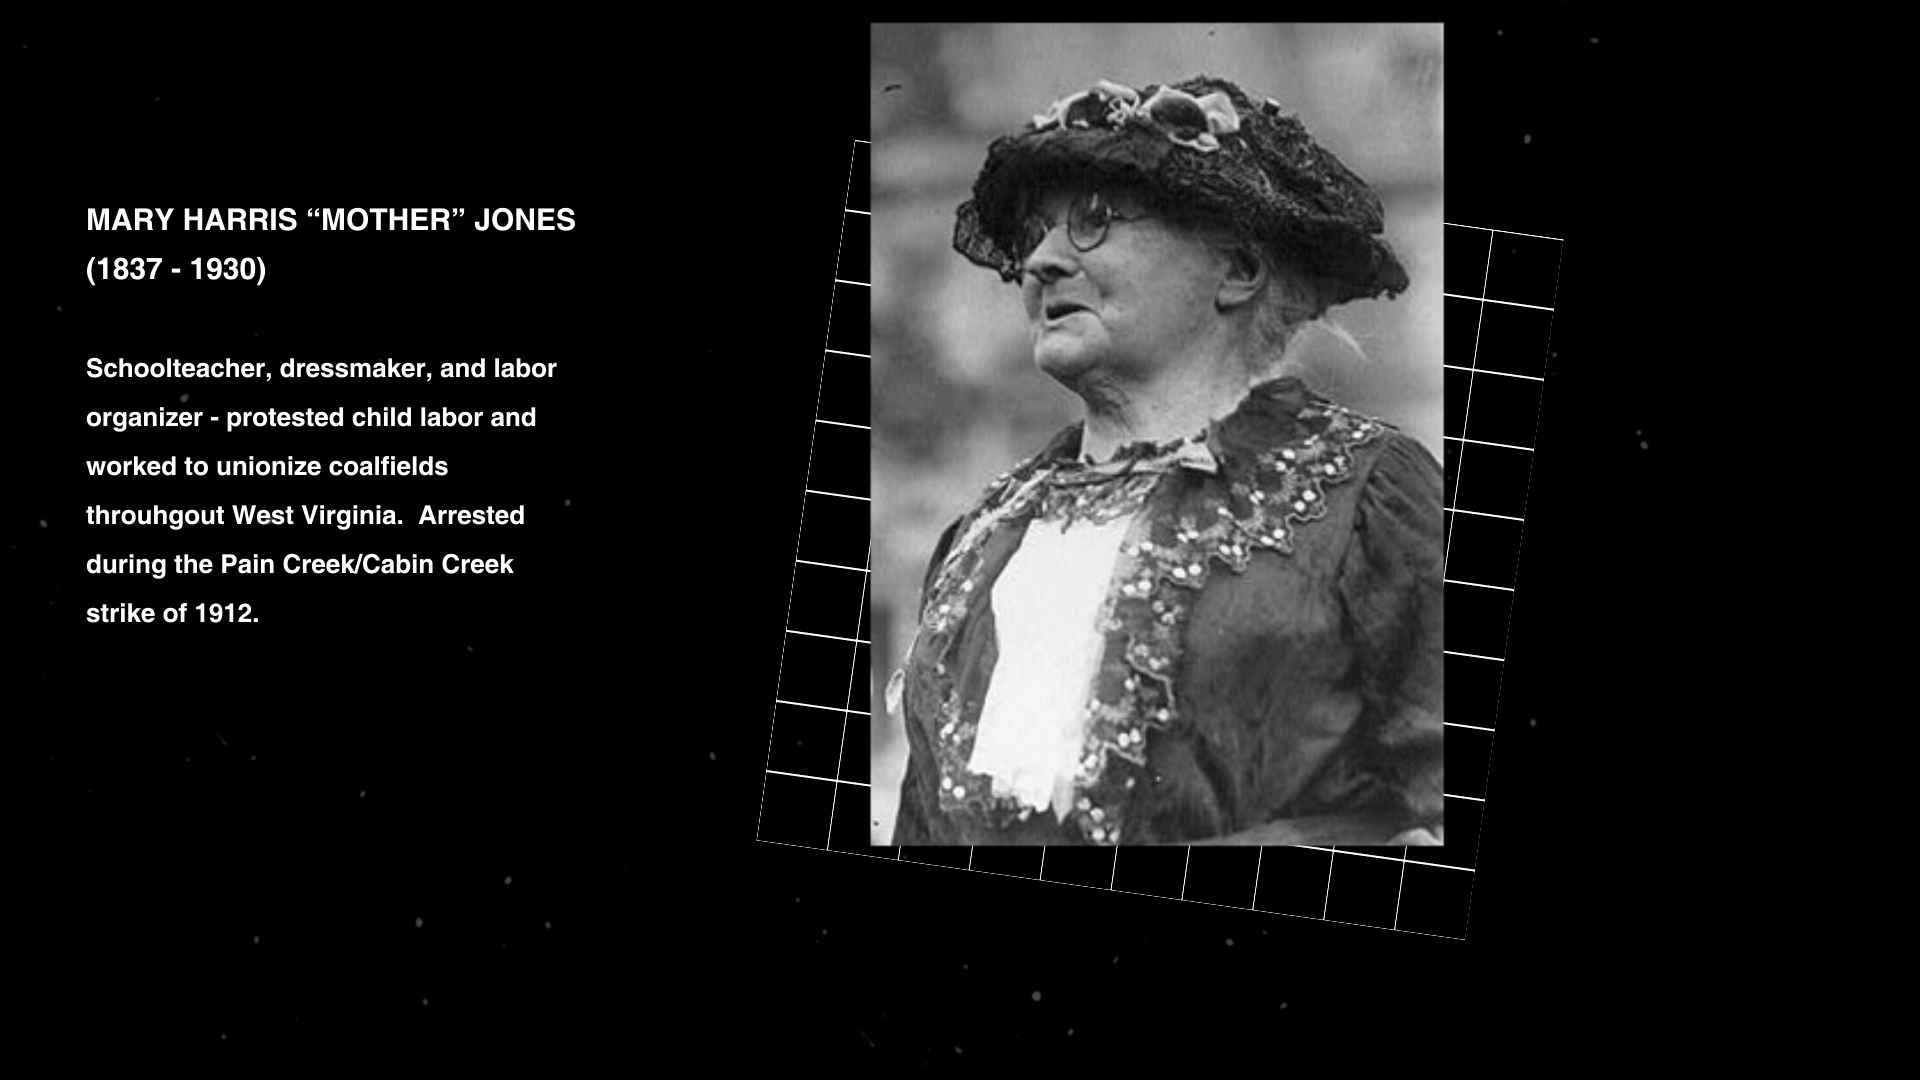 MARY HARRIS “MOTHER” JONES
(1837 - 1930)
Schoolteacher, dressmaker, and labor
organizer - protested child labor and
worked to unionize coalfields
throuhgout West Virginia.  Arrested
during the Pain Creek/Cabin Creek
strike of 1912.